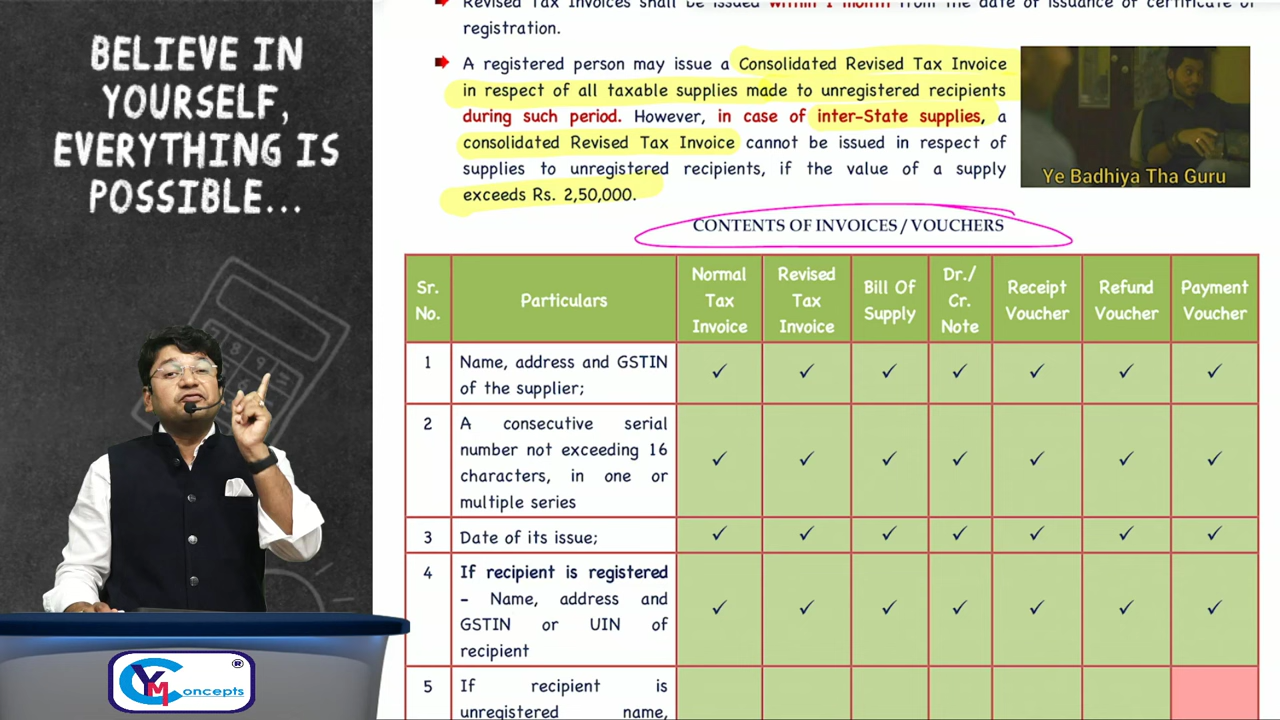 BELIEVE IN
YOURSELF,
EVERYTHING IS
POSSIBLE...
Revised Tax Invoices shall be issued within 1 month from the date of issuance of certificate of
registration.
A registered person may issue a Consolidated Revised Tax Invoice
in respect of all taxable supplies made to unregistered recipients
during such period. However, in case of inter-State supplies, a
consolidated Revised Tax Invoice cannot be issued in respect of
supplies to unregistered recipients, if the value of a supply
exceeds Rs. 2,50,000.
Ye Badhiya Tha Guru
CONTENTS OF INVOICES / VOUCHERS
Sr. No. Particulars Normal Tax Invoice Revised Tax Invoice Bill Of Supply Dr./ Cr. Note Receipt Voucher Refund Voucher Payment Voucher
1 Name, address and GSTIN
of the supplier; ✓ ✓ ✓ ✓ ✓ ✓ ✓
2 A consecutive serial
number not exceeding 16
characters, in one or
multiple series ✓ ✓ ✓ ✓ ✓ ✓ ✓
3 Date of its issue; ✓ ✓ ✓ ✓ ✓ ✓ ✓
4 If recipient is registered
– Name, address and
GSTIN or UIN of
recipient ✓ ✓ ✓ ✓ ✓ ✓ ✓
5 If recipient is
unregistered name,
CYM Concepts ®